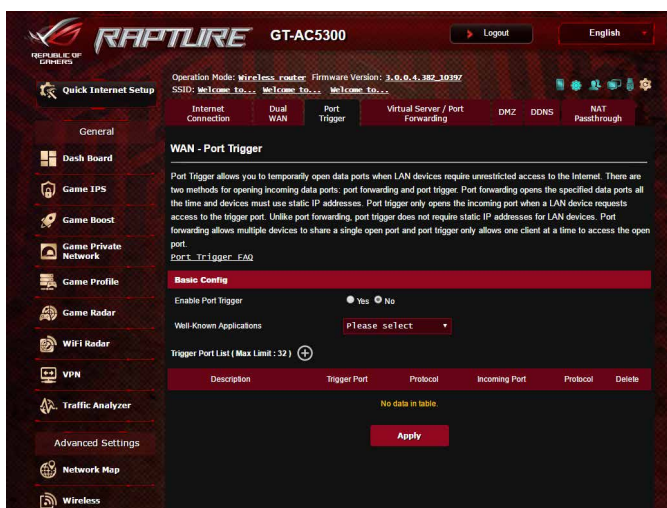 REPUBLIC OF
GAMERS
RAPTURE
GT-AC5300
Logout
English
Quick Internet Setup
General
Dash Board
Game IPS
Game Boost
Game Private
Network
Game Profile
Game Radar
WiFi Radar
VPN
Traffic Analyzer
Advanced Settings
Network Map
Wireless
Operation Mode: Wireless router Firmware Version: 3.0.0.4.382_10397
SSID: Welcome to... Welcome to... Welcome to...
Internet
Connection
Dual
WAN
Port
Trigger
Virtual Server / Port
Forwarding
DMZ
DDNS
NAT
Passthrough
WAN - Port Trigger
Port Trigger allows you to temporarily open data ports when LAN devices require unrestricted access to the Internet. There are
two methods for opening incoming data ports: port forwarding and port trigger. Port forwarding opens the specified data ports all
the time and devices must use static IP addresses. Port trigger only opens the incoming port when a LAN device requests
access to the trigger port. Unlike port forwarding, port trigger does not require static IP addresses for LAN devices. Port
forwarding allows multiple devices to share a single open port and port trigger only allows one client at a time to access the open
port.
Port Trigger FAQ
Basic Config
Enable Port Trigger Yes No
Well-Known Applications Please select
Trigger Port List ( Max Limit : 32 )
Description Trigger Port Protocol Incoming Port Protocol Delete
No data in table.
Apply